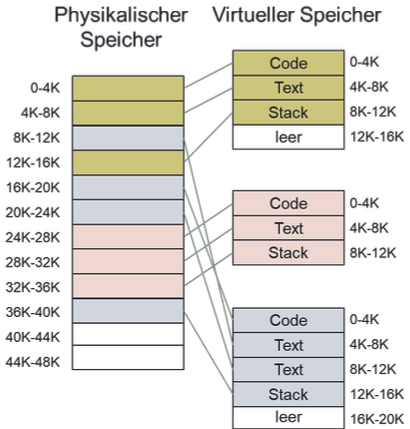 Physikalischer
Speicher
0-4K
4K-8K
8K-12K
12K-16K
16K-20K
20K-24K
24K-28K
28K-32K
32K-36K
36K-40K
40K-44K
44K-48K
Virtueller Speicher
Code 0-4K
Text 4K-8K
Stack 8K-12K
leer 12K-16K
Code 0-4K
Text 4K-8K
Stack 8K-12K
Code 0-4K
Text 4K-8K
Text 8K-12K
Stack 12K-16K
leer 16K-20K